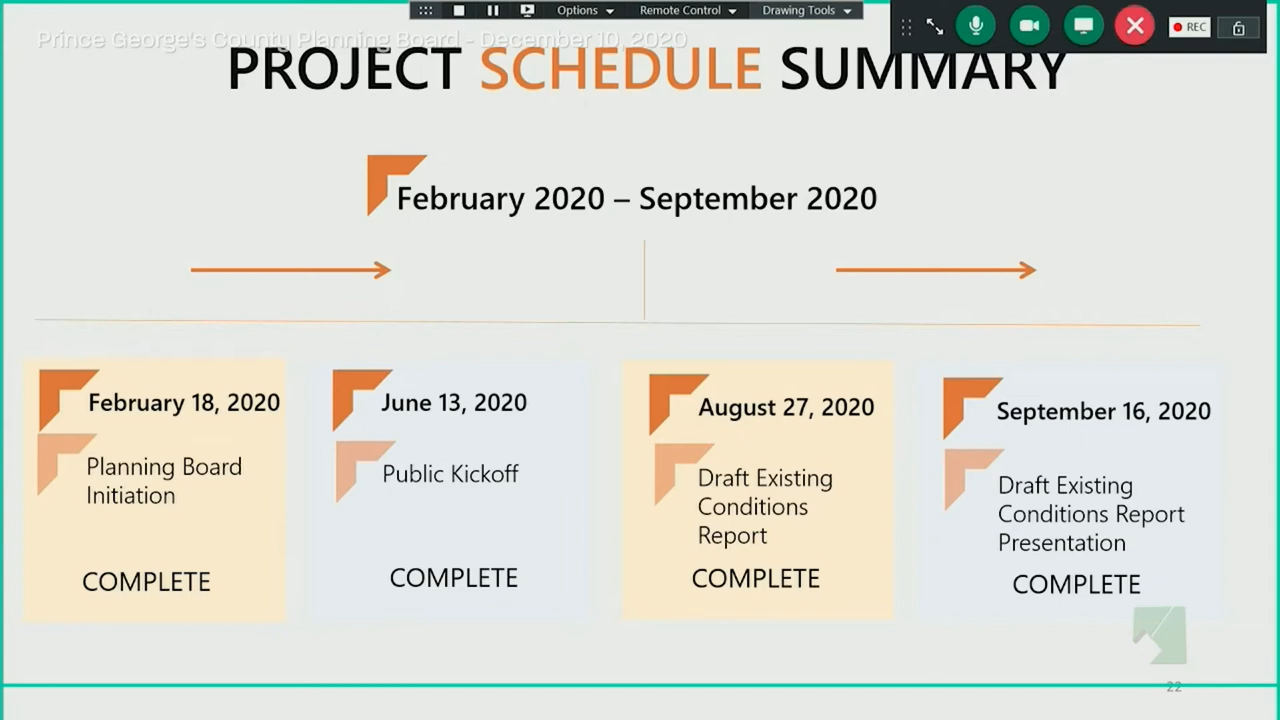 Options
Remote Control
Drawing Tools
REC
Prince George's County Planning Board - December 10, 2020
PROJECT SCHEDULE SUMMARY
February 2020 – September 2020
February 18, 2020
Planning Board
Initiation
COMPLETE
June 13, 2020
Public Kickoff
COMPLETE
August 27, 2020
Draft Existing
Conditions
Report
COMPLETE
September 16, 2020
Draft Existing
Conditions Report
Presentation
COMPLETE
22